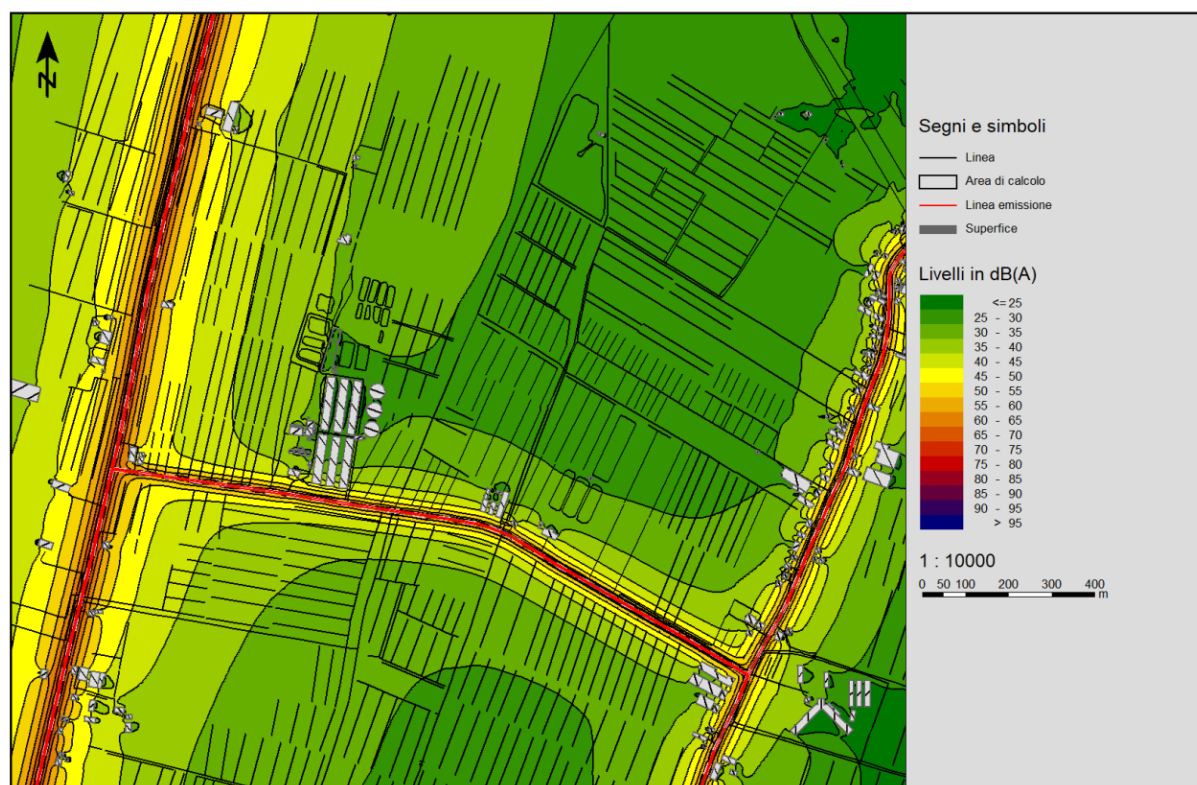 N
Segni e simboli
Linea
Area di calcolo
Linea emissione
Superfice
Livelli in dB(A)
<= 25
25 - 30
30 - 35
35 - 40
40 - 45
45 - 50
50 - 55
55 - 60
60 - 65
65 - 70
70 - 75
75 - 80
80 - 85
85 - 90
90 - 95
> 95
1 : 10000
0 50 100 200 300 400
m